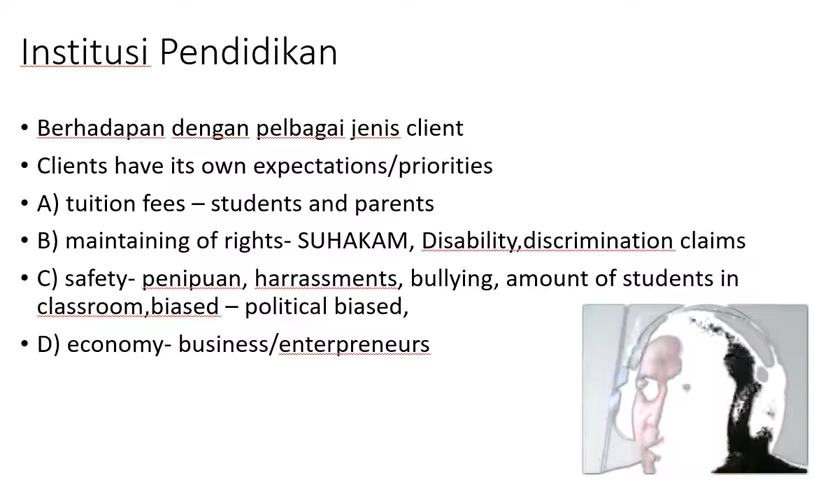 Institusi Pendidikan
• Berhadapan dengan pelbagai jenis client
• Clients have its own expectations/priorities
• A) tuition fees – students and parents
• B) maintaining of rights- SUHAKAM, Disability,discrimination claims
• C) safety- penipuan, harrassments, bullying, amount of students in
classroom,biased – political biased,
• D) economy- business/enterpreneurs